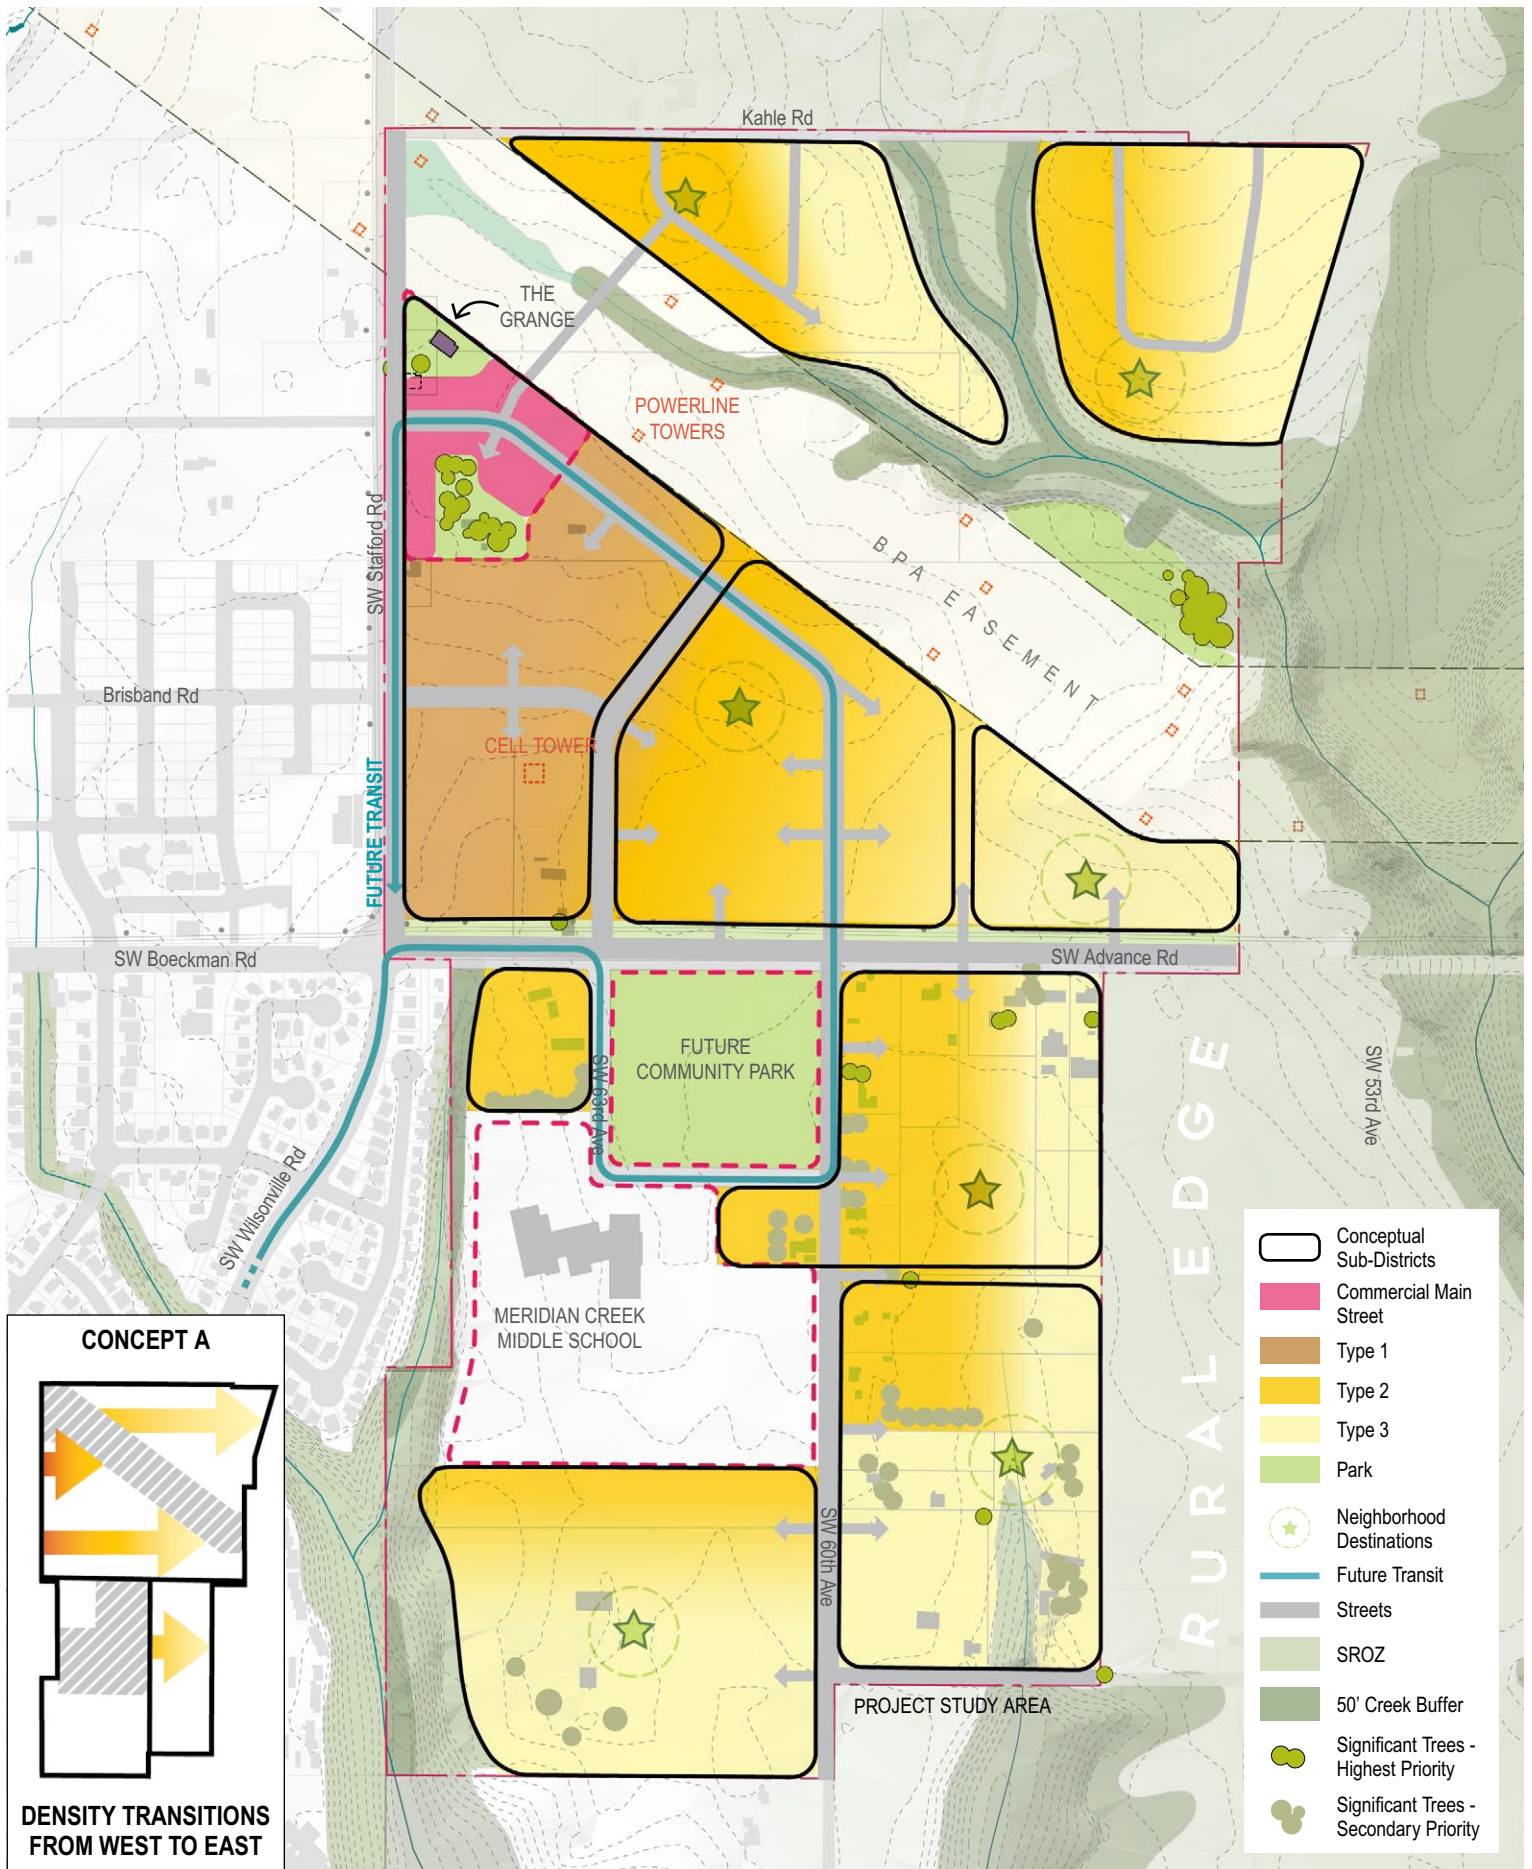 Kahle Rd
THE
GRANGE
POWERLINE
TOWERS
SW Stafford Rd
BPA EASEMENT
Brisband Rd
CELL TOWER
FUTURE TRANSIT
SW Boeckman Rd
SW Advance Rd
FUTURE
COMMUNITY PARK
SW 63rd Ave
SW 53rd Ave
RURAL EDGE
SW Wilsonville Rd
MERIDIAN CREEK
MIDDLE SCHOOL
SW 60th Ave
PROJECT STUDY AREA
CONCEPT A
DENSITY TRANSITIONS
FROM WEST TO EAST
Conceptual
Sub-Districts
Commercial Main
Street
Type 1
Type 2
Type 3
Park
Neighborhood
Destinations
Future Transit
Streets
SROZ
50' Creek Buffer
Significant Trees -
Highest Priority
Significant Trees -
Secondary Priority